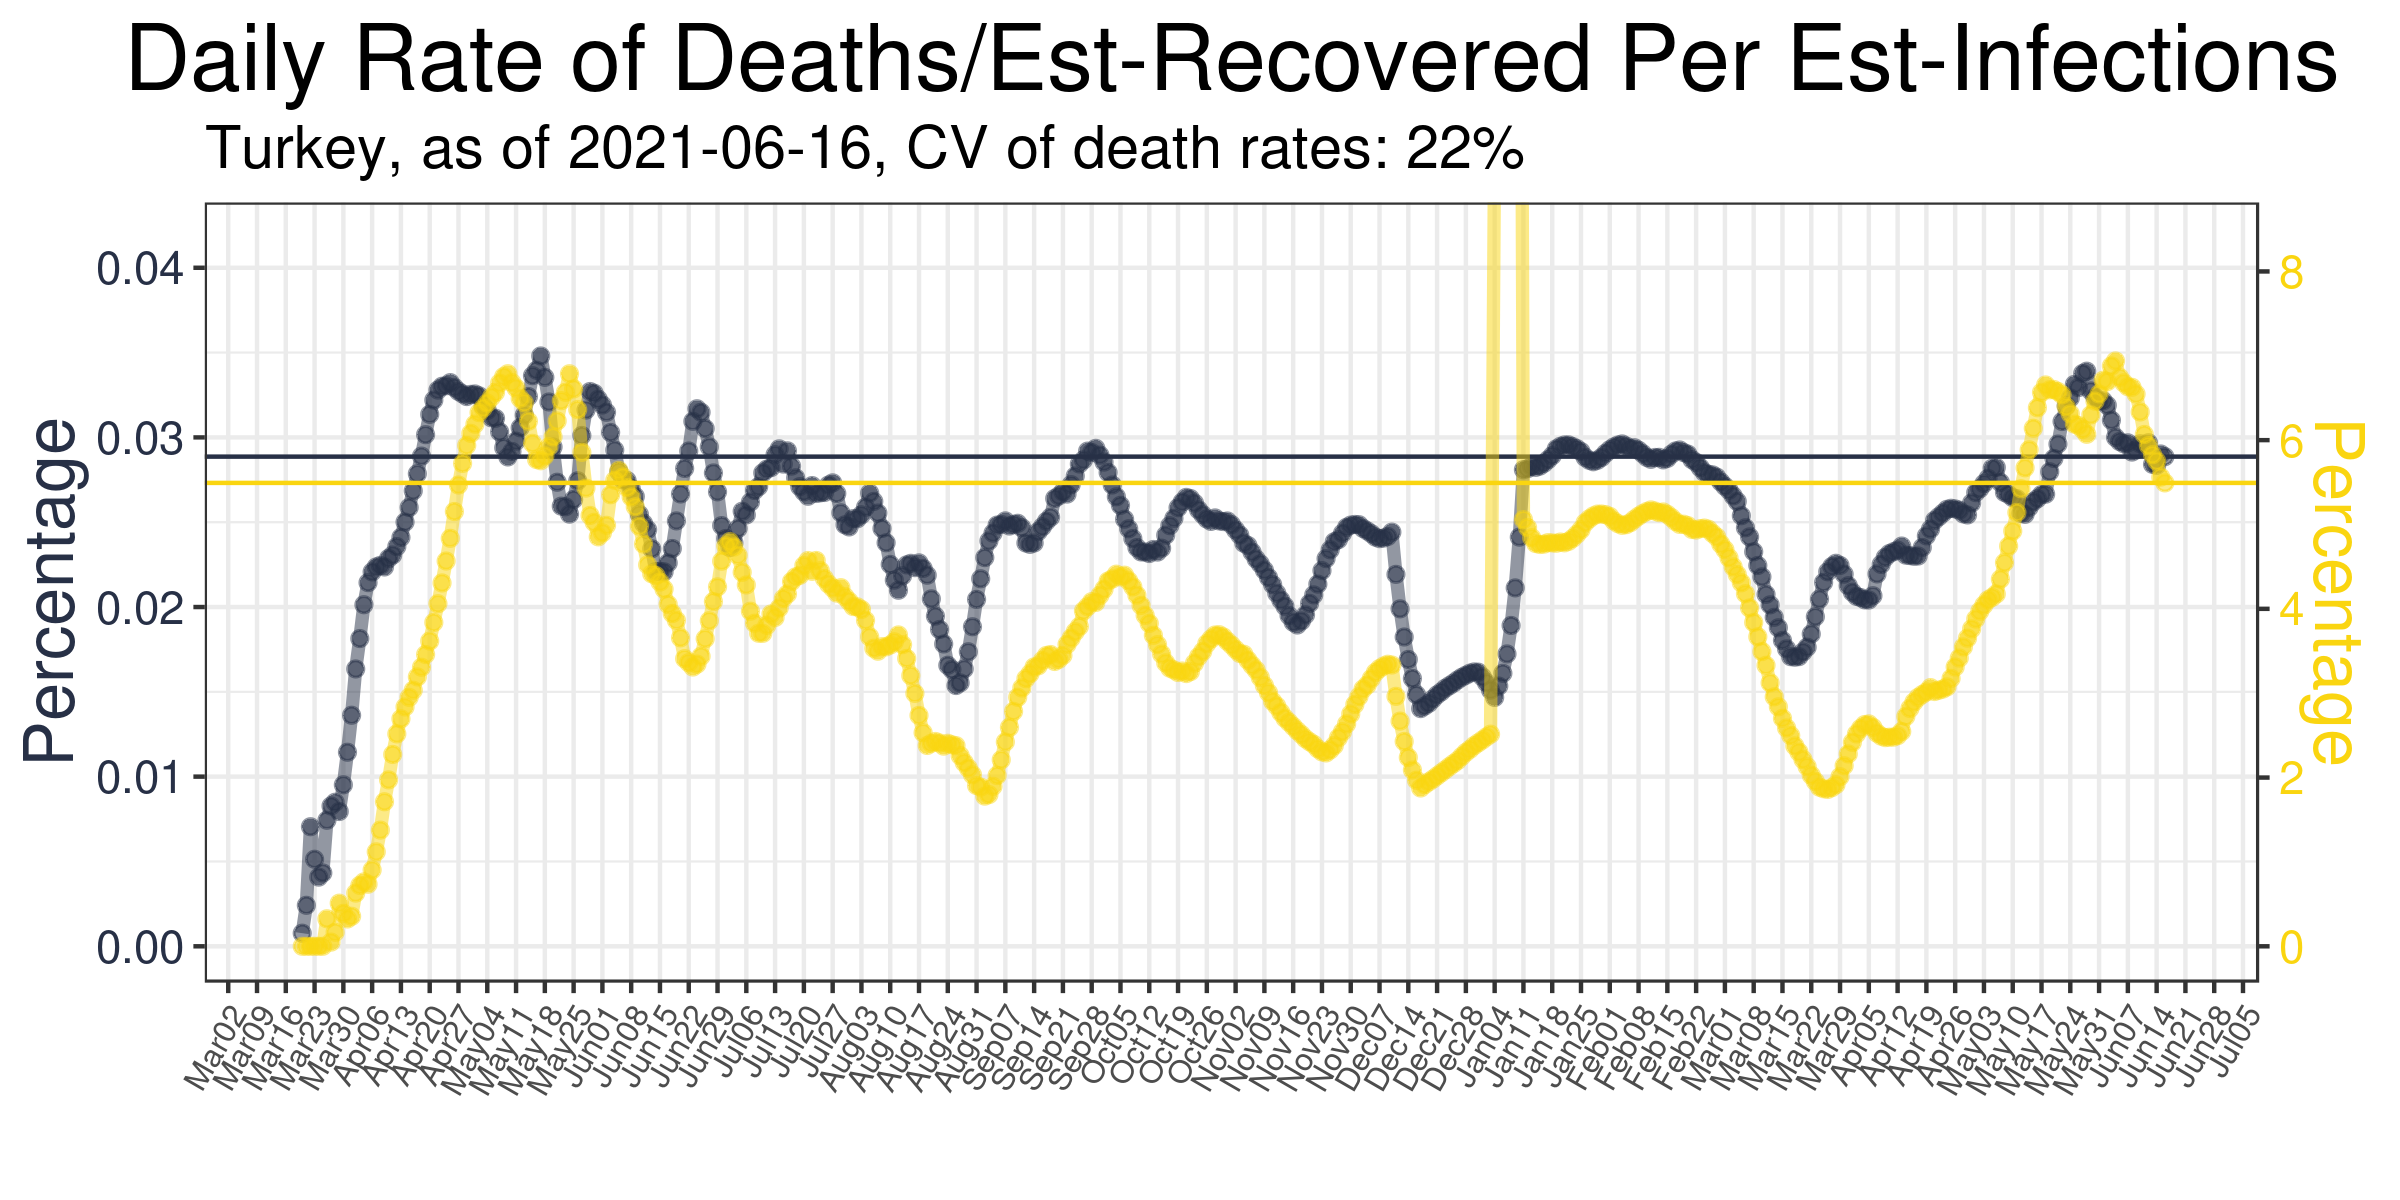 Daily Rate of Deaths/Est-Recovered Per Est-Infections
Turkey, as of 2021-06-16, CV of death rates: 22%
Percentage
0.04
0.03
0.02
0.01
0.00
8
6
4
2
0
Percentage
Mar02
Mar09
Mar16
Mar23
Mar30
Apr06
Apr13
Apr20
Apr27
May04
May11
May18
May25
Jun01
Jun08
Jun15
Jun22
Jun29
Jul06
Jul13
Jul20
Jul27
Aug03
Aug10
Aug17
Aug24
Aug31
Sep07
Sep14
Sep21
Sep28
Oct05
Oct12
Oct19
Oct26
Nov02
Nov09
Nov16
Nov23
Nov30
Dec07
Dec14
Dec21
Dec28
Jan04
Jan11
Jan18
Jan25
Feb01
Feb08
Feb15
Feb22
Mar01
Mar08
Mar15
Mar22
Mar29
Apr05
Apr12
Apr19
Apr26
May03
May10
May17
May24
May31
Jun07
Jun14
Jun21
Jun28
Jul05